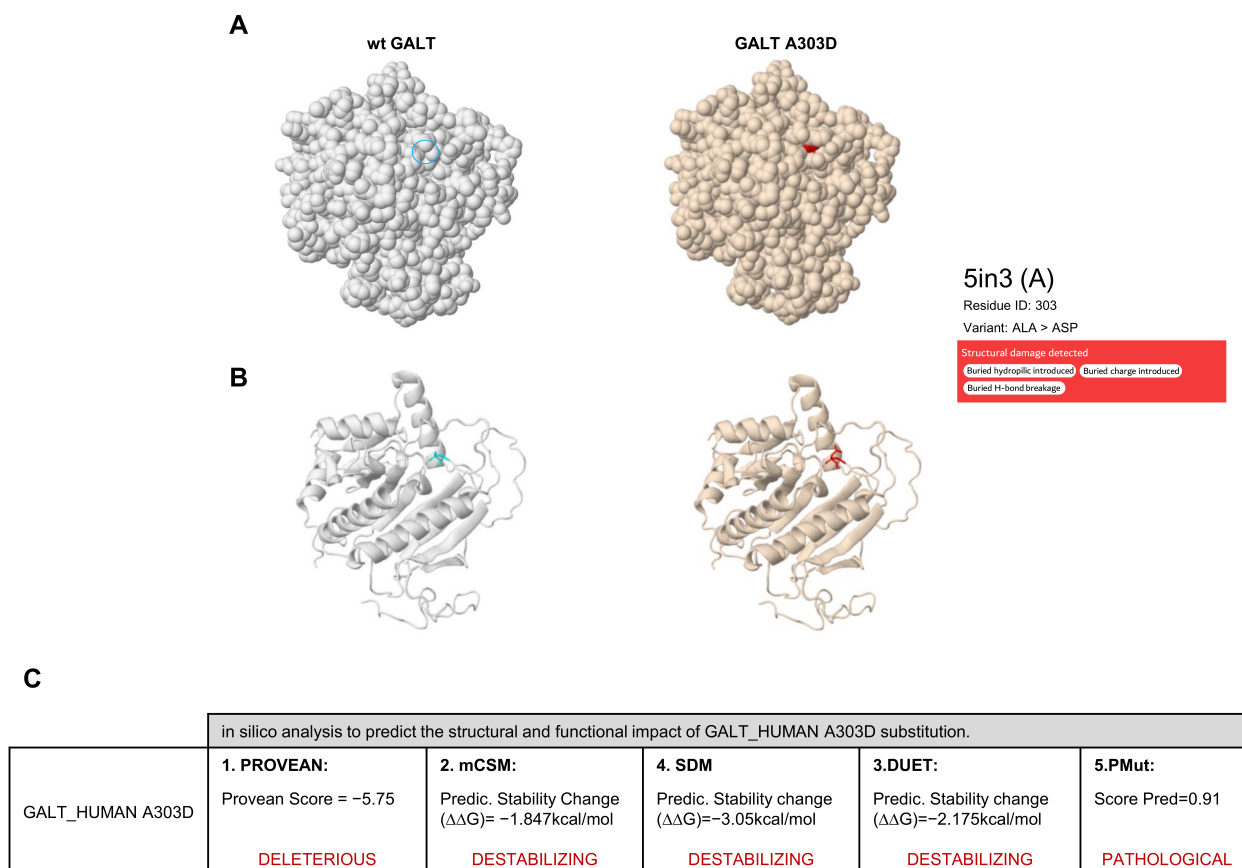 A
wt GALT
GALT A303D
5in3 (A)
Residue ID: 303
Variant: ALA > ASP
Structural damage detected
Buried hydropilic introduced
Buried charge introduced
Buried H-bond breakage
B
C
in silico analysis to predict the structural and functional impact of GALT_HUMAN A303D substitution.
GALT_HUMAN A303D
1. PROVEAN:
Provean Score = −5.75
DELETERIOUS
2. mCSM:
Predic. Stability Change
(ΔΔG)= −1.847kcal/mol
DESTABILIZING
4. SDM
Predic. Stability change
(ΔΔG)=−3.05kcal/mol
DESTABILIZING
3.DUET:
Predic. Stability change
(ΔΔG)=−2.175kcal/mol
DESTABILIZING
5.PMut:
Score Pred=0.91
PATHOLOGICAL